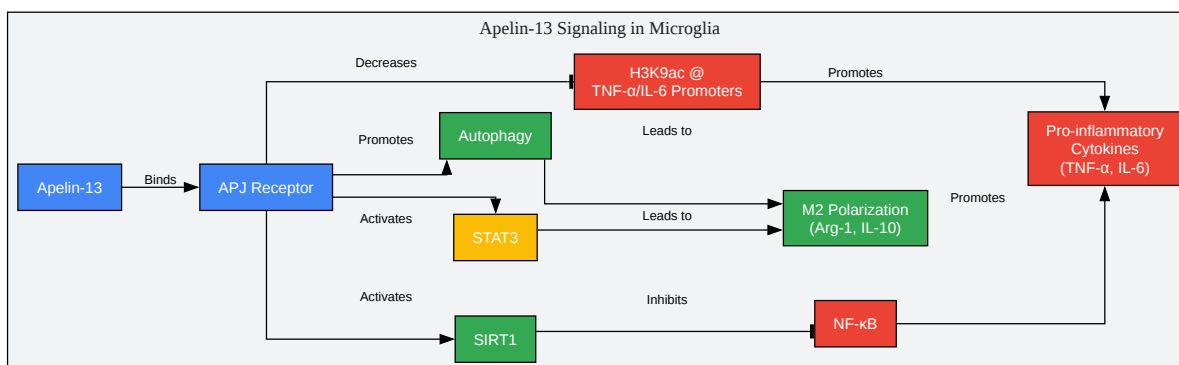 Apelin-13 Signaling in Microglia
Decreases
H3K9ac @
TNF-α/IL-6 Promoters
Promotes
Promotes
Autophagy
Leads to
Pro-inflammatory
Cytokines
(TNF-α, IL-6)
Apelin-13
Binds
APJ Receptor
Activates
STAT3
Leads to
M2 Polarization
(Arg-1, IL-10)
Promotes
Activates
SIRT1
Inhibits
NF-κB